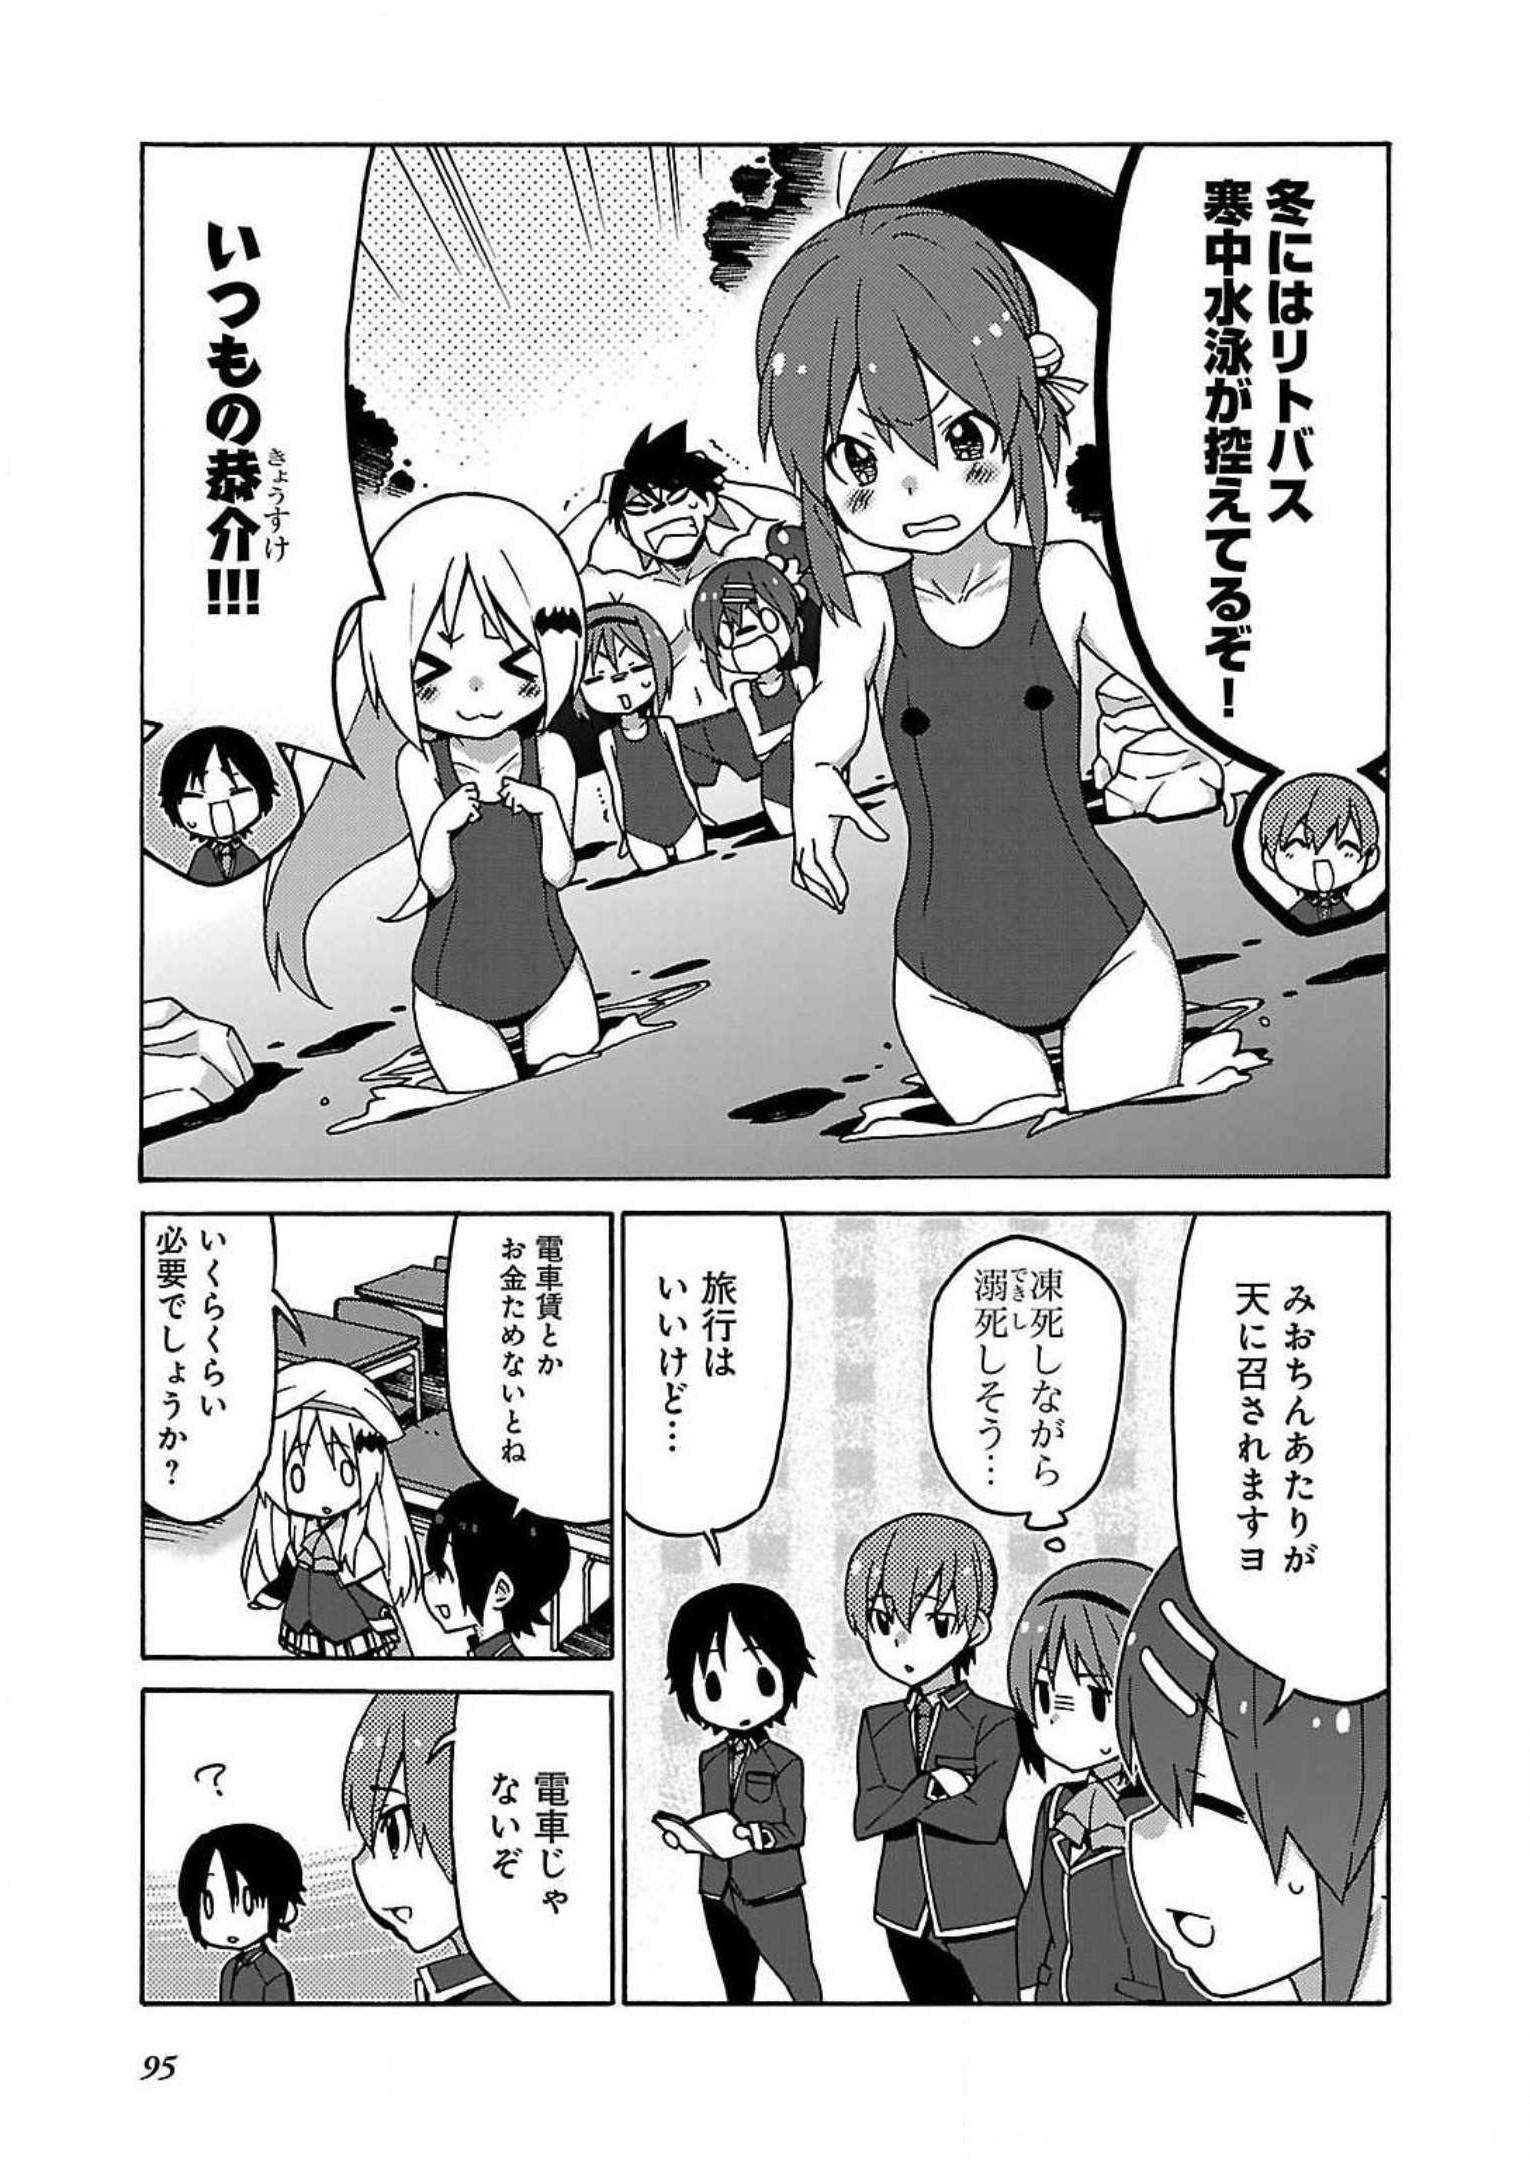 冬にはリトバス
寒中水泳が控えてるぞ！
いつもの恭介!!!
きょうすけ
みおちんあたりが
天に召されますヨ
凍死しながら
溺死しそう…
できし
旅行は
いいけど…
電車賃とか
お金ためないとね
いくらくらい
必要でしょうか？
電車じゃ
ないぞ
？
95